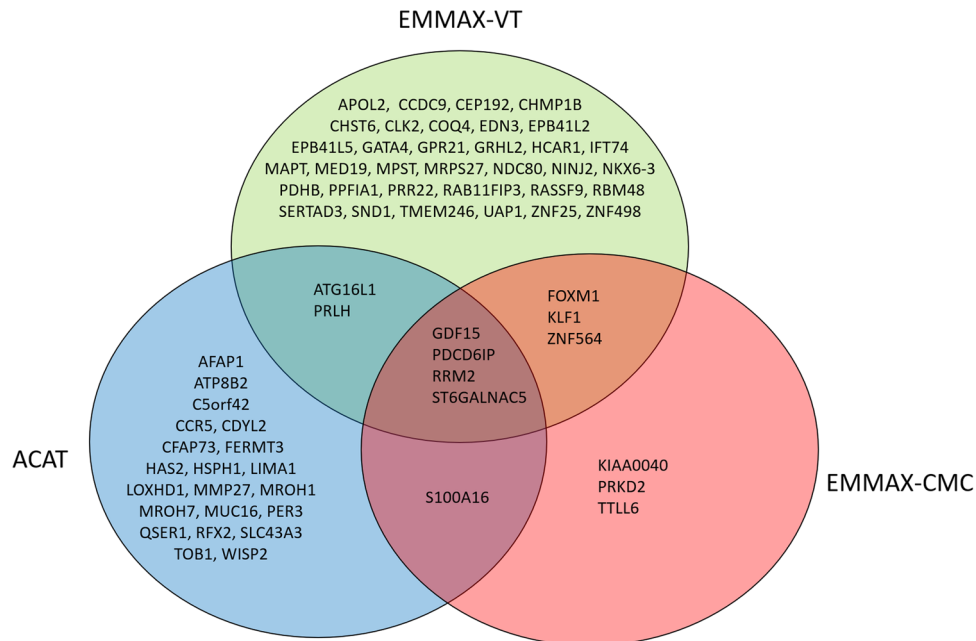 EMMAX-VT
APOL2, CCDC9, CEP192, CHMP1B
CHST6, CLK2, COQ4, EDN3, EPB41L2
EPB41L5, GATA4, GPR21, GRHL2, HCAR1, IFT74
MAPT, MED19, MPST, MRPS27, NDC80, NINJ2, NKX6-3
PDHB, PPFIA1, PRR22, RAB11FIP3, RASSF9, RBM48
SERTAD3, SND1, TMEM246, UAP1, ZNF25, ZNF498
ATG16L1
PRLH
FOXM1
KLF1
ZNF564
GDF15
PDCD6IP
RRM2
ST6GALNAC5
ACAT
AFAP1
ATP8B2
C5orf42
CCR5, CDYL2
CFAP73, FERMT3
HAS2, HSPH1, LIMA1
LOXHD1, MMP27, MROH1
MROH7, MUC16, PER3
QSER1, RFX2, SLC43A3
TOB1, WISP2
S100A16
KIAA0040
PRKD2
TTLL6
EMMAX-CMC